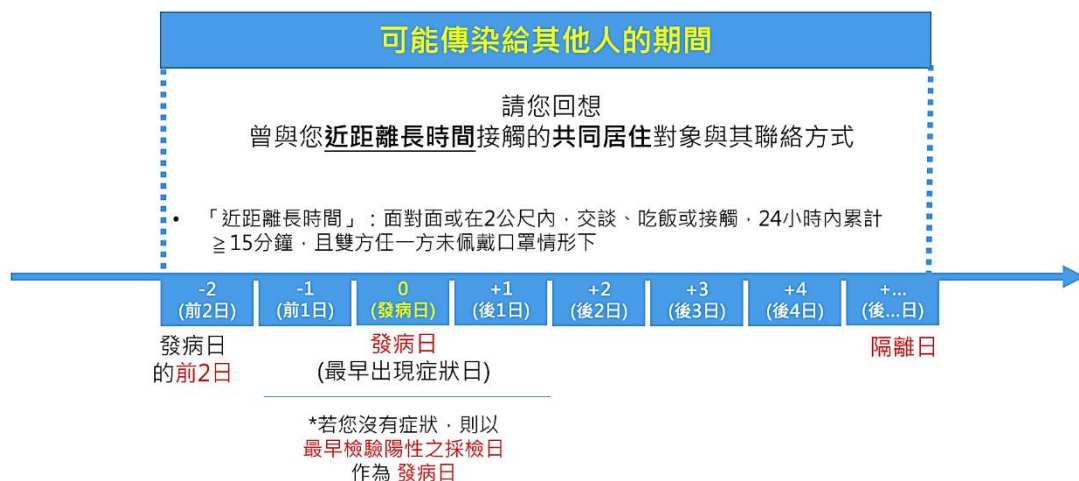 可能傳染給其他人的期間
請您回想
曾與您近距離長時間接觸的共同居住對象與其聯絡方式
• 「近距離長時間」：面對面或在2公尺內，交談、吃飯或接觸，24小時內累計
≧15分鐘，且雙方任一方未佩戴口罩情形下
-2 -1 0 +1 +2 +3 +4 +...
(前2日) (前1日) (發病日) (後1日) (後2日) (後3日) (後4日) (後...日)
發病日 發病日 隔離日
的前2日 (最早出現症狀日)
*若您沒有症狀，則以
最早檢驗陽性之採檢日
作為 發病日